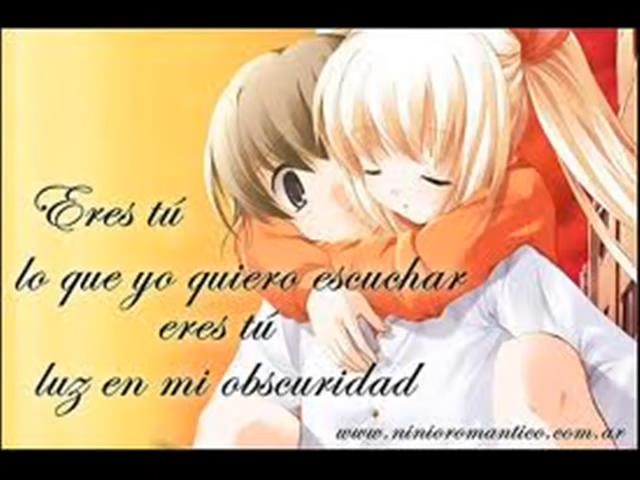 Eres tú
lo que yo quiero escuchar
eres tú
luz en mi obscuridad
www.ninioromantico.com.ar